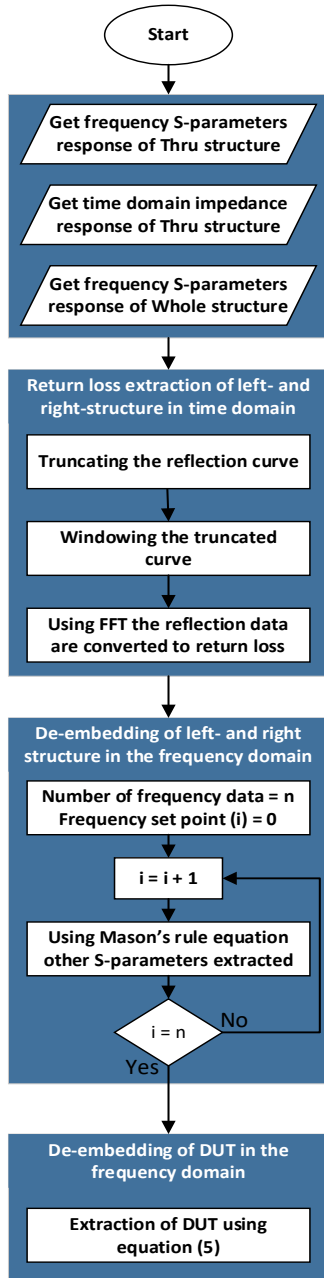 Start
Get frequency S-parameters
response of Thru structure
Get time domain impedance
response of Thru structure
Get frequency S-parameters
response of Whole structure
Return loss extraction of left- and
right-structure in time domain
Truncating the reflection curve
Windowing the truncated
curve
Using FFT the reflection data
are converted to return loss
De-embedding of left- and right
structure in the frequency domain
Number of frequency data = n
Frequency set point (i) = 0
i = i + 1
Using Mason's rule equation
other S-parameters extracted
i = n
No
Yes
De-embedding of DUT in the
frequency domain
Extraction of DUT using
equation (5)